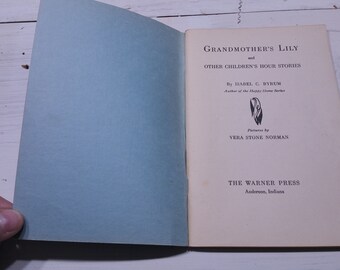 GRANDMOTHER'S LILY
and
OTHER CHILDREN'S HOUR STORIES
By ISABEL C. BYRUM
Author of the Happy-Hour Series
Pictures by
VERA STONE NORMAN
THE WARNER PRESS
Anderson, Indiana